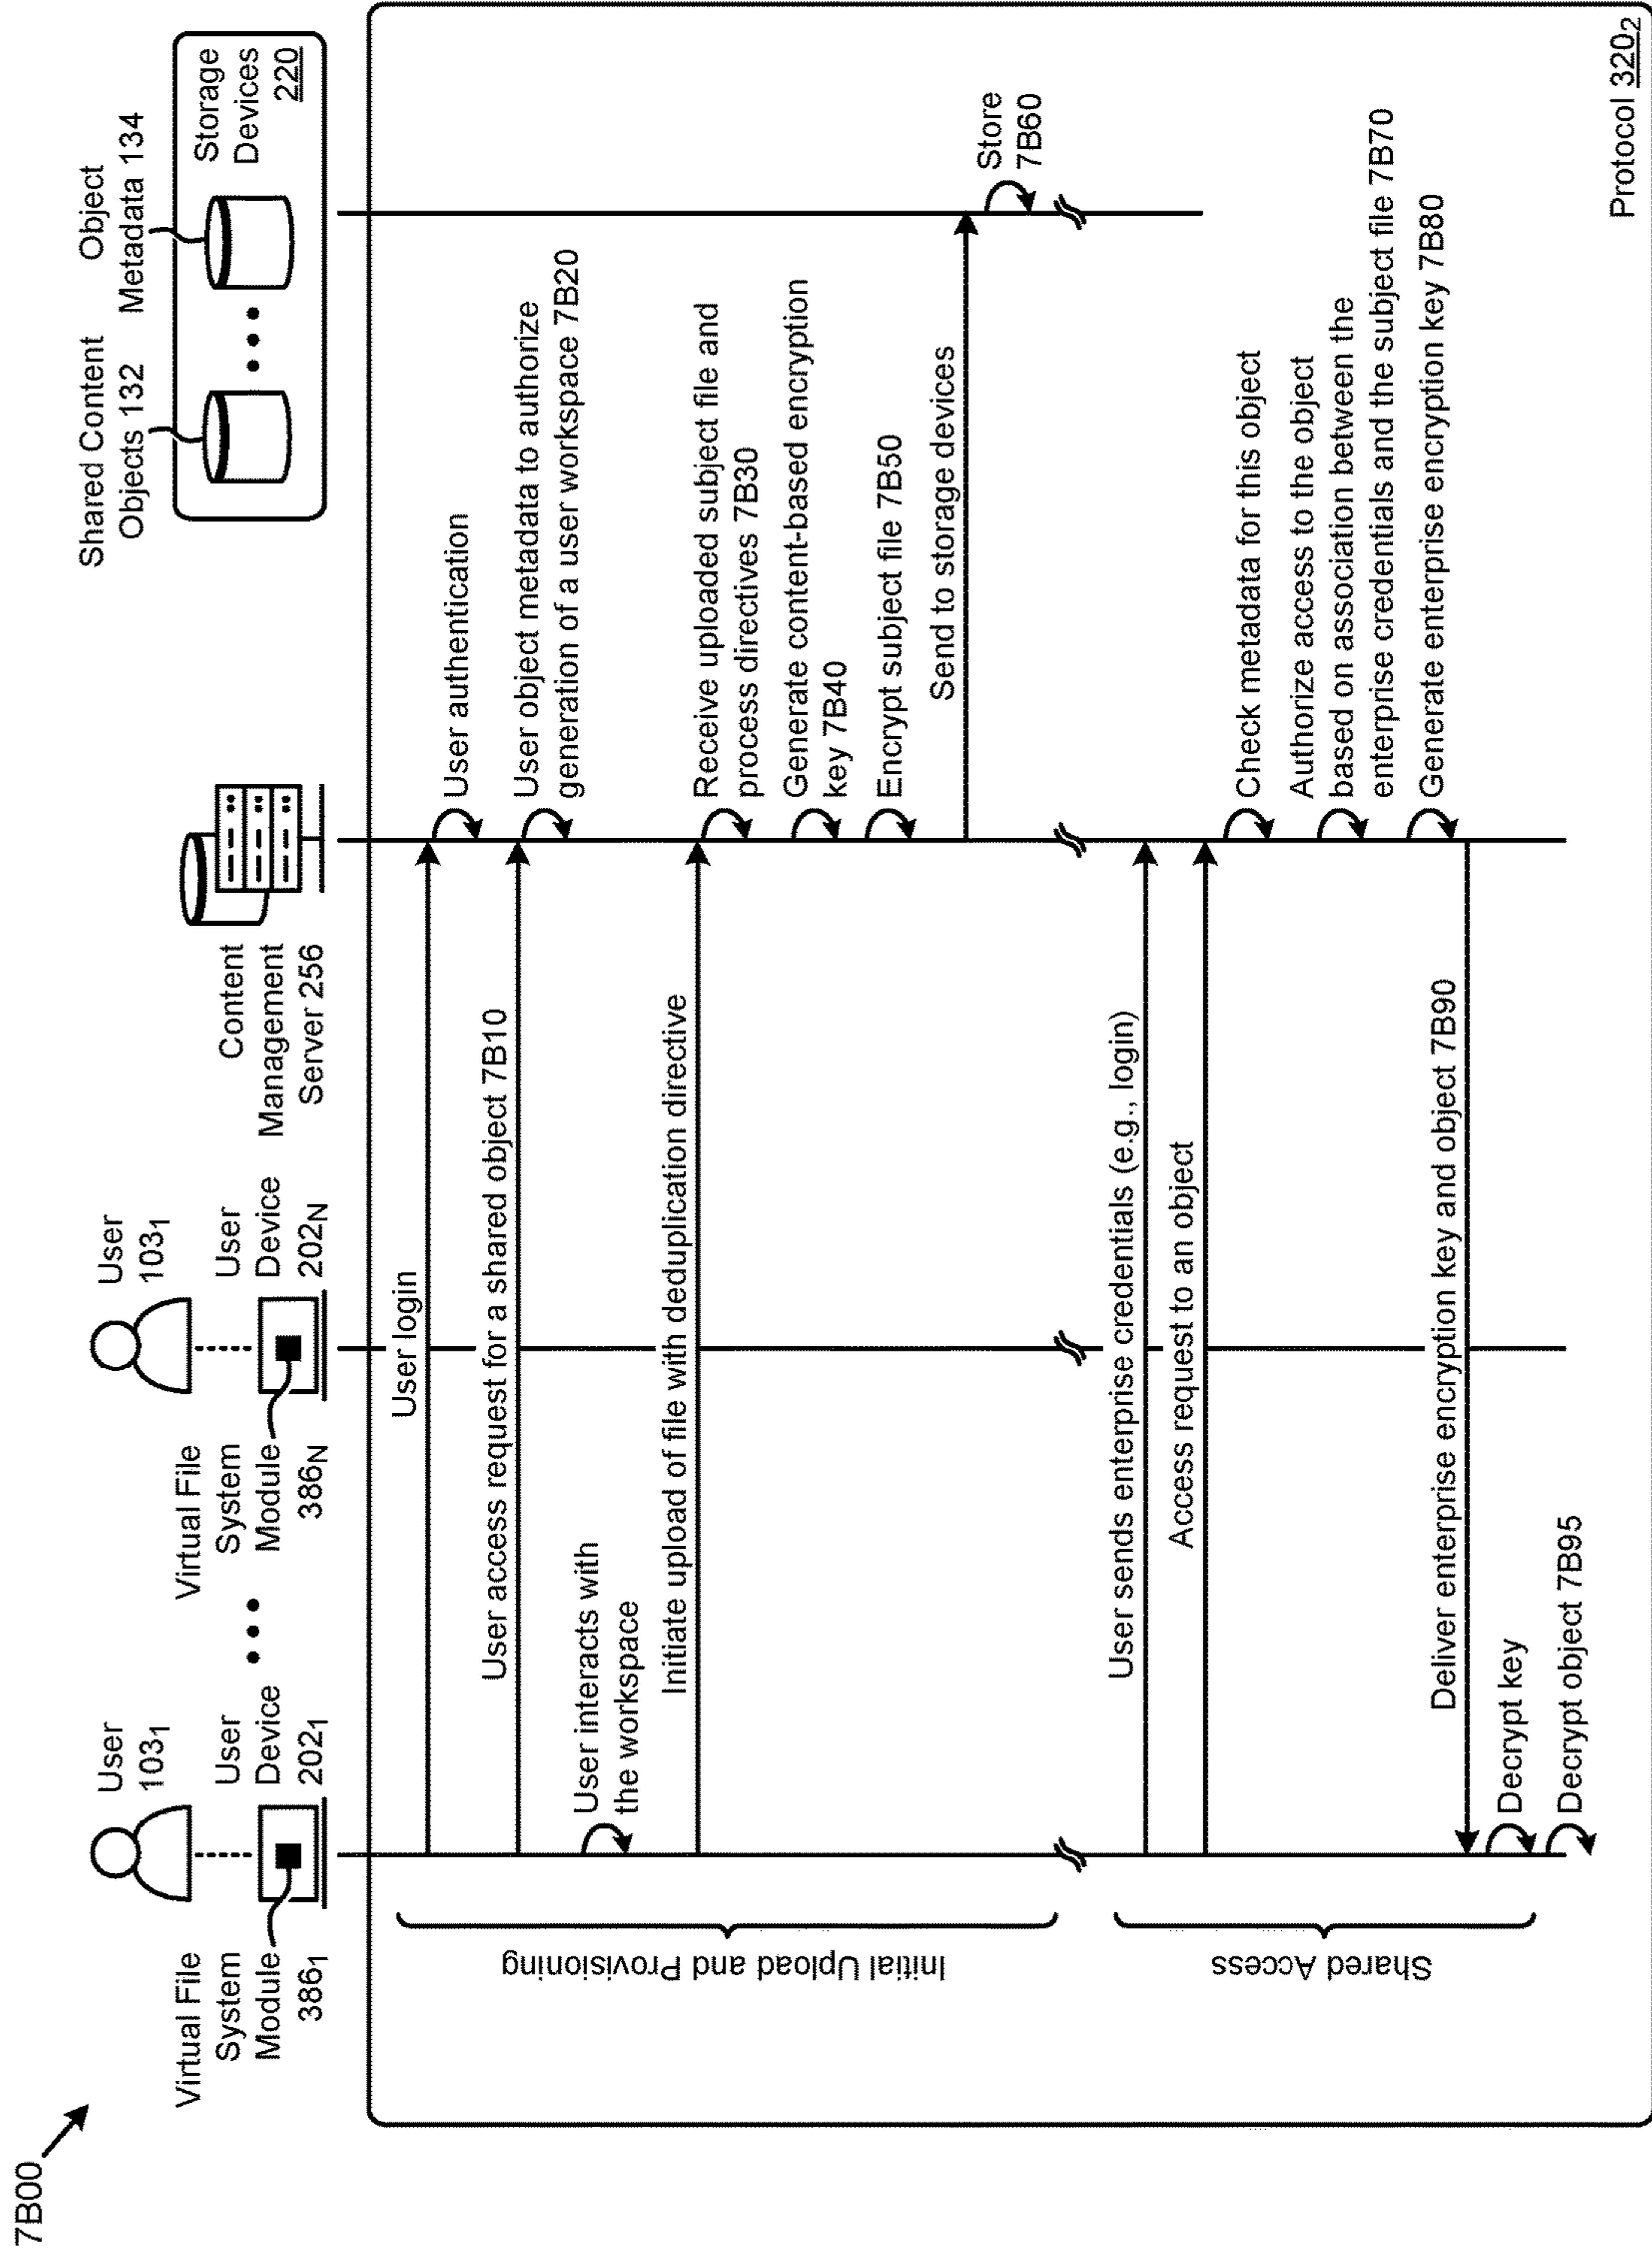 7B00
User
103₁
Virtual File
System
Module
386₁
User
Device
202₁
User
103₁
Virtual File
System
Module
386N
User
Device
202N
Content
Management
Server 256
Shared Content
Objects 132
Object
Metadata 134
Storage
Devices
220
Initial Upload and Provisioning
User login
User authentication
User access request for a shared object 7B10
User object metadata to authorize
generation of a user workspace 7B20
User interacts with
the workspace
Initiate upload of file with deduplication directive
Receive uploaded subject file and
process directives 7B30
Generate content-based encryption
key 7B40
Encrypt subject file 7B50
Send to storage devices
Store
7B60
Shared Access
User sends enterprise credentials (e.g., login)
Access request to an object
Check metadata for this object
Authorize access to the object
based on association between the
enterprise credentials and the subject file 7B70
Generate enterprise encryption key 7B80
Deliver enterprise encryption key and object 7B90
Decrypt key
Decrypt object 7B95
Protocol 320₂